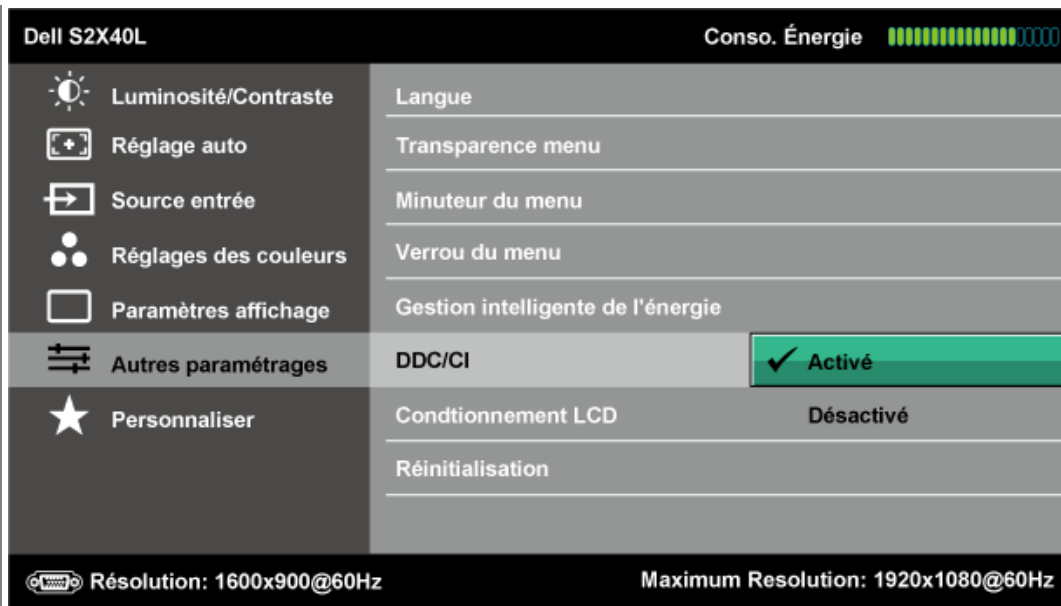 Dell S2X40L Conso. Énergie
Luminosité/Contraste Langue
Réglage auto Transparence menu
Source entrée Minuteur du menu
Réglages des couleurs Verrou du menu
Paramètres affichage Gestion intelligente de l'énergie
Autres paramétrages DDC/CI Activé
Personnaliser Condtionnement LCD Désactivé
Réinitialisation
Résolution: 1600x900@60Hz Maximum Resolution: 1920x1080@60Hz